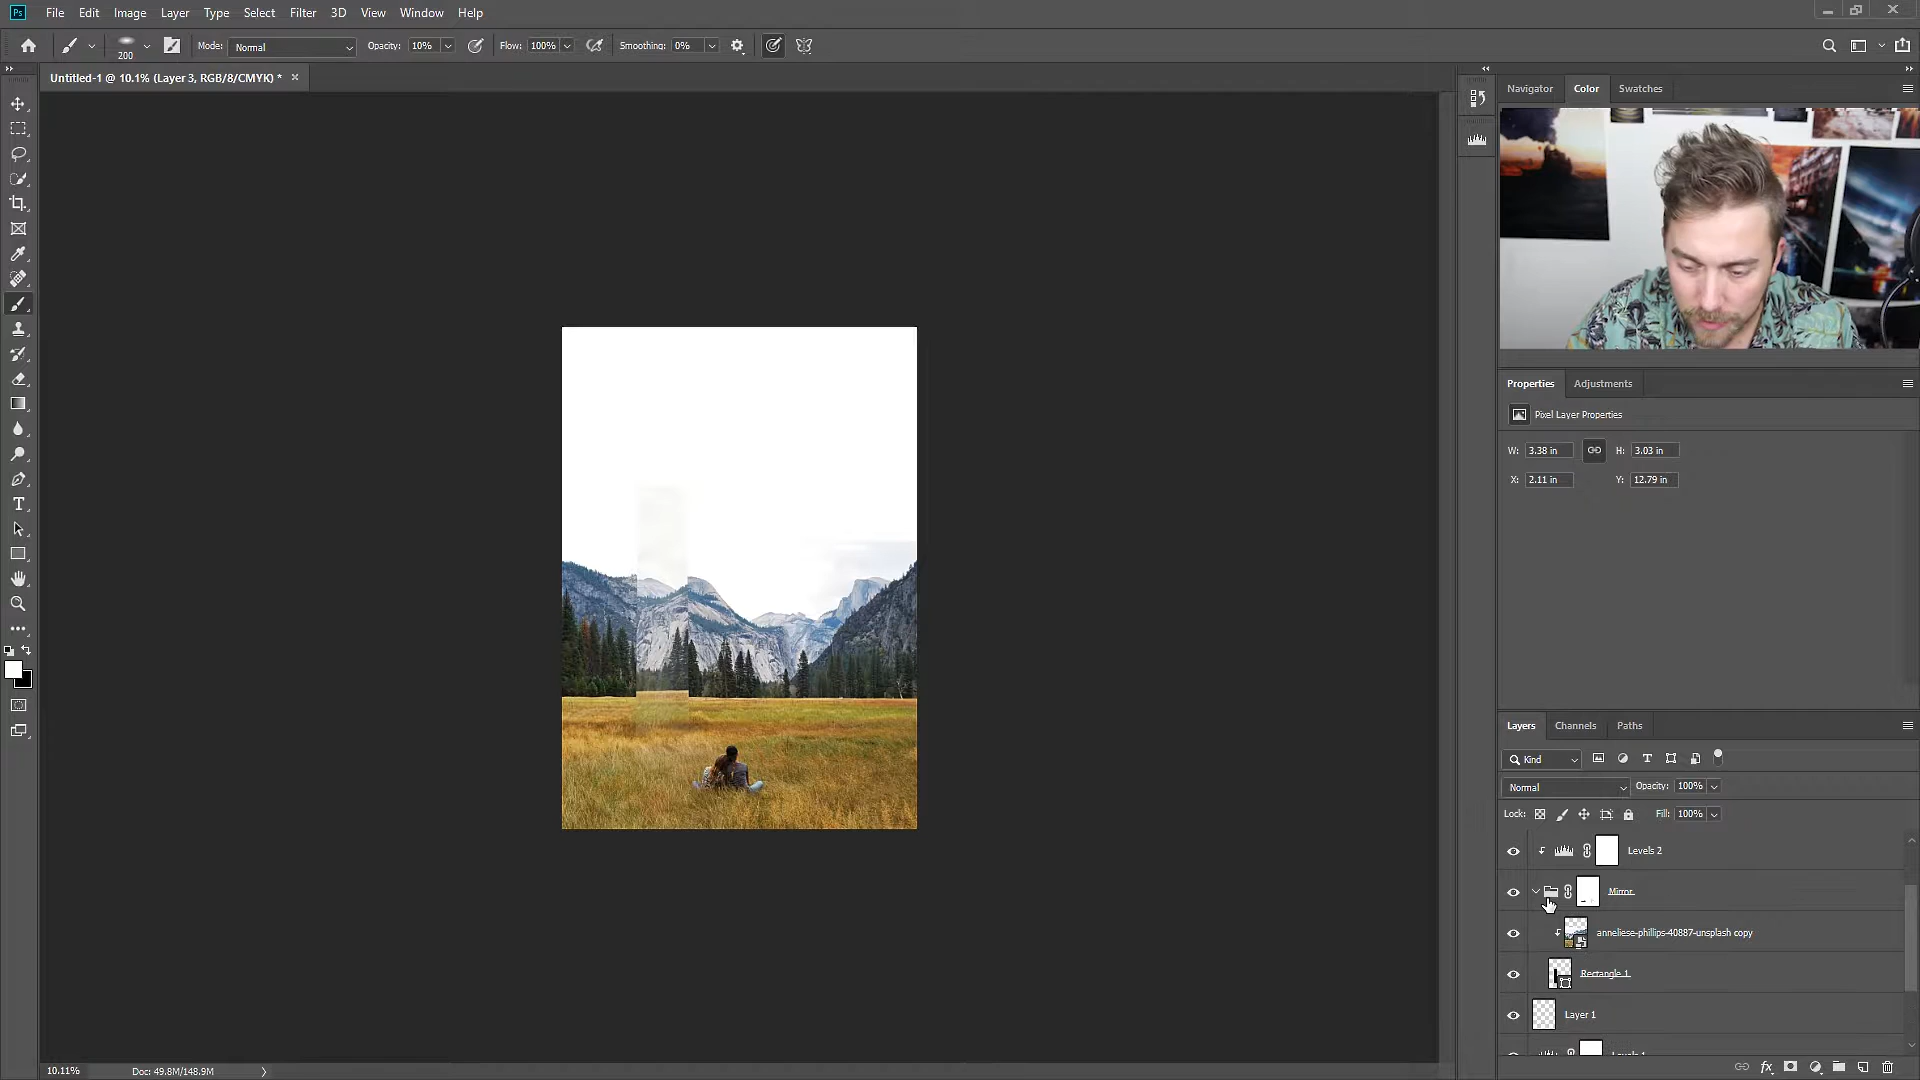 Ps File Edit Image Layer Type Select Filter 3D View Window Help
200 Mode: Normal Opacity: 10% Flow: 100% Smoothing: 0%
Untitled-1 @ 10.1% (Layer 3, RGB/8/CMYK) *
Navigator Color Swatches
Properties Adjustments
Pixel Layer Properties
W: 3.38 in H: 3.03 in
X: 2.11 in Y: 12.79 in
Layers Channels Paths
Kind
Normal Opacity: 100%
Lock: Fill: 100%
Levels 2
Mirror
anneliese-phillips-40887-unsplash copy
Rectangle 1
Layer 1
Levels 1
fx
10.11% Doc: 49.8M/148.9M